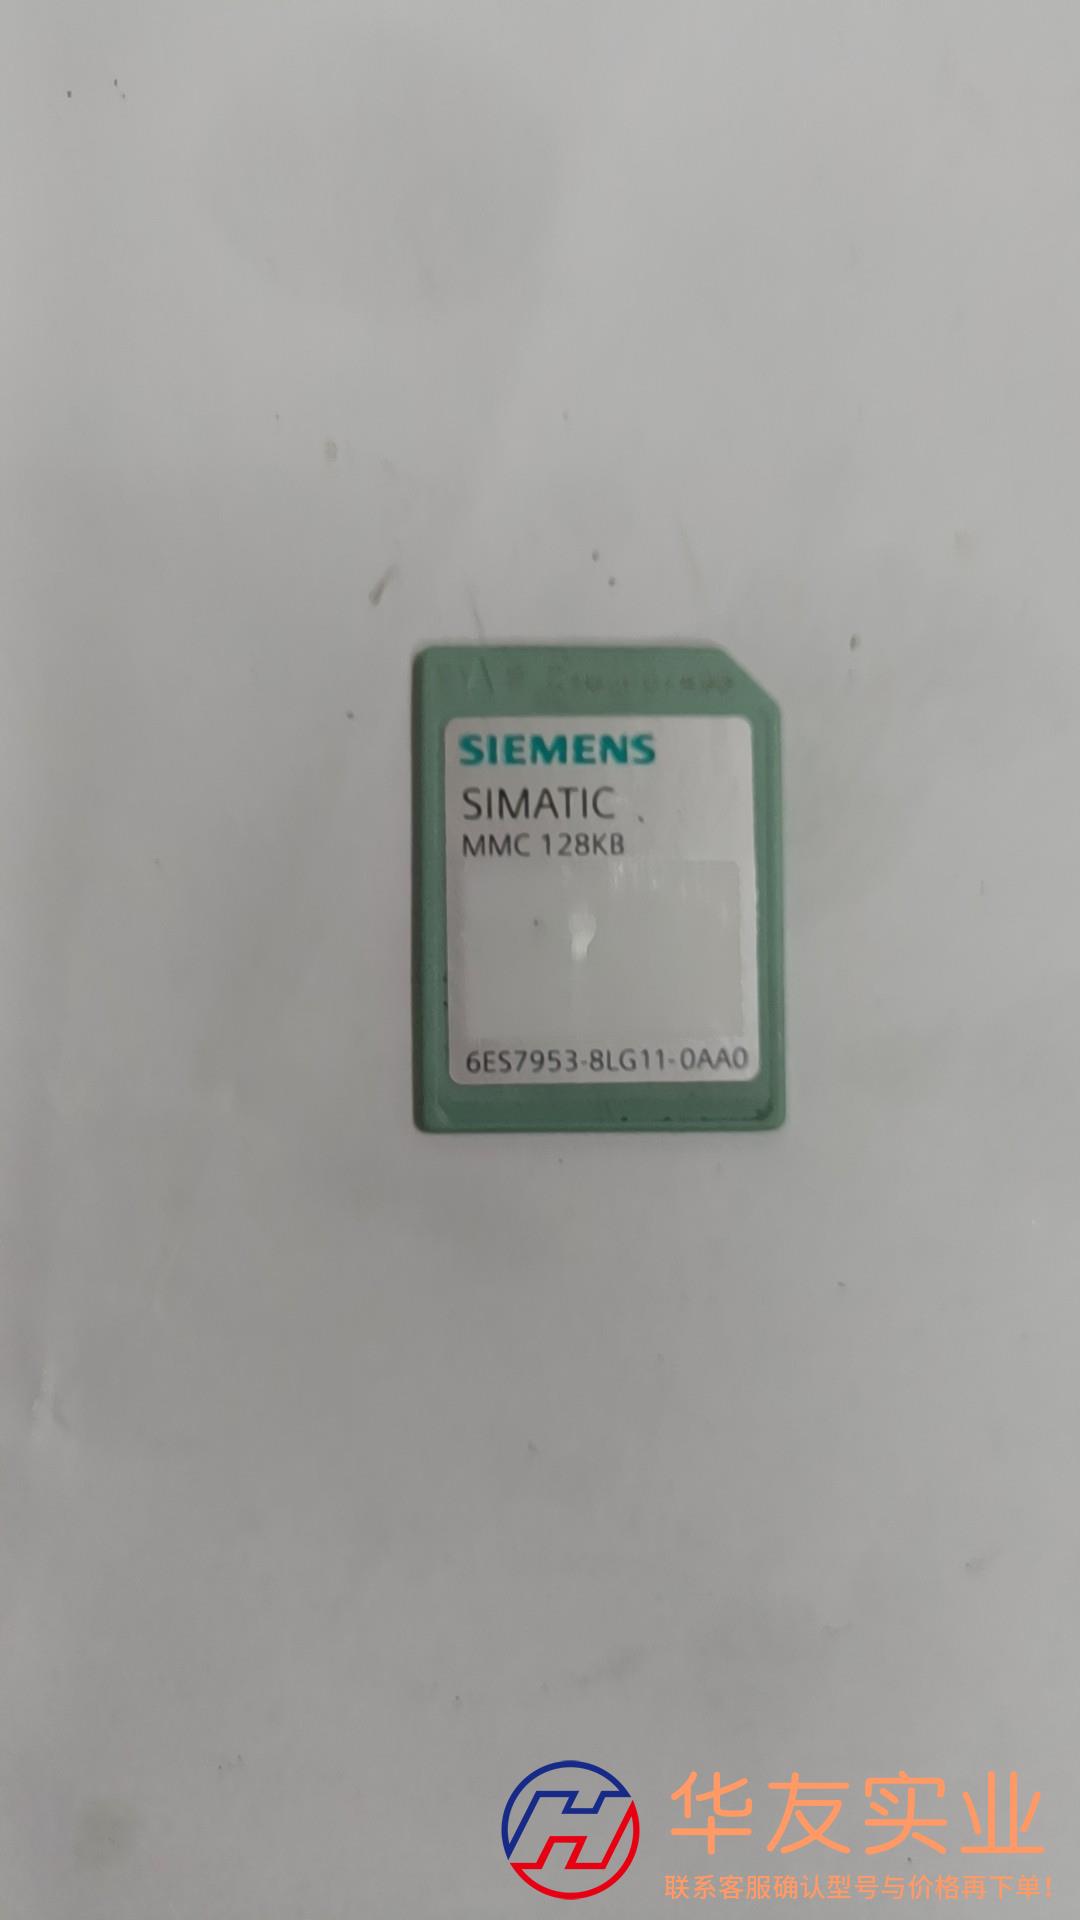 SIEMENS
SIMATIC
MMC 128KB
6ES7953-8LG11-0AA0
华友实业
联系客服确认型号与价格再下单!